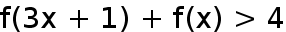 f(3x + 1) + f(x) > 4